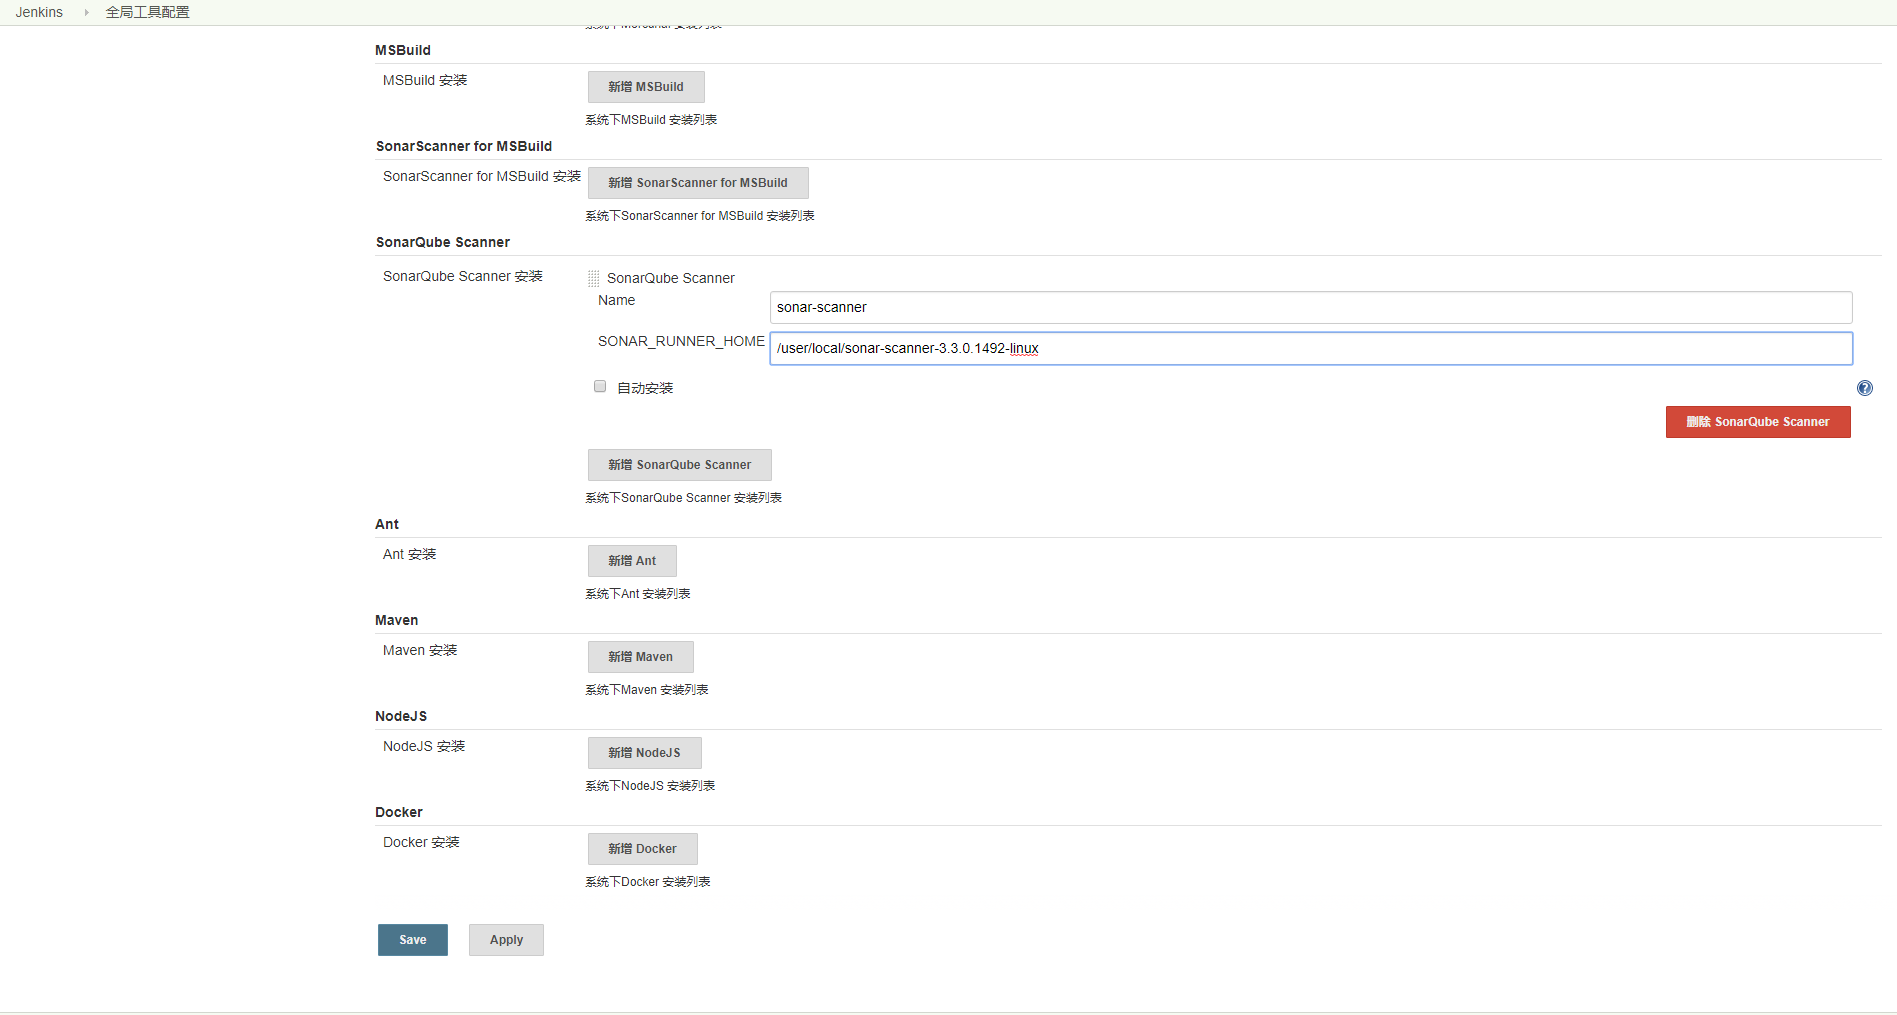 Jenkins 全局工具配置
MSBuild
MSBuild 安装
新增 MSBuild
系统下MSBuild 安装列表
SonarScanner for MSBuild
SonarScanner for MSBuild 安装
新增 SonarScanner for MSBuild
系统下SonarScanner for MSBuild 安装列表
SonarQube Scanner
SonarQube Scanner 安装
SonarQube Scanner
Name
sonar-scanner
SONAR_RUNNER_HOME
/user/local/sonar-scanner-3.3.0.1492-linux
自动安装
删除 SonarQube Scanner
新增 SonarQube Scanner
系统下SonarQube Scanner 安装列表
Ant
Ant 安装
新增 Ant
系统下Ant 安装列表
Maven
Maven 安装
新增 Maven
系统下Maven 安装列表
NodeJS
NodeJS 安装
新增 NodeJS
系统下NodeJS 安装列表
Docker
Docker 安装
新增 Docker
系统下Docker 安装列表
Save
Apply